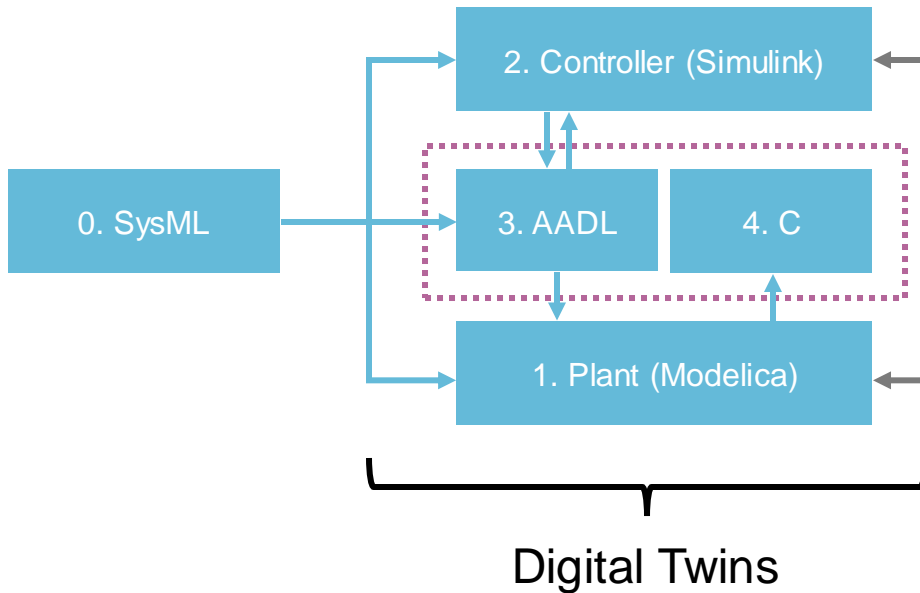 2. Controller (Simulink)
0. SysML
3. AADL
4. C
1. Plant (Modelica)
Digital Twins